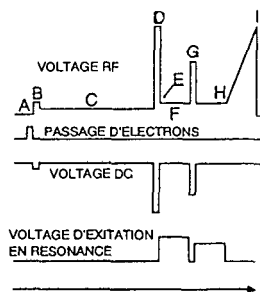 D
I
VOLTAGE RF
G
E
A B C F H
PASSAGE D'ELECTRONS
VOLTAGE DC
VOLTAGE D'EXITATION
EN RESONANCE